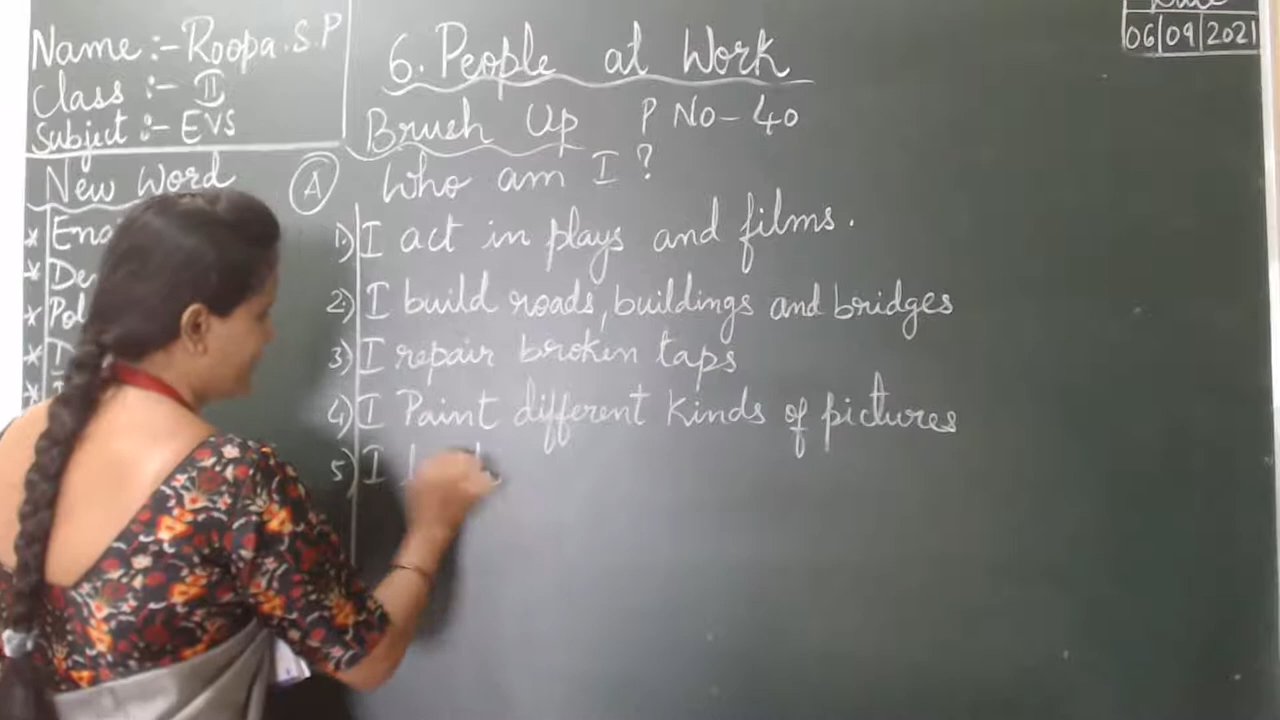 Name :- Roopa.S.P
Class :- II
Subject :- EVS
Date
06|09|2021
6. People at Work
Brush Up P No-40
New Word
(A) Who am I?
1) I act in plays and films.
2) I build roads, buildings and bridges
3) I repair broken taps
4) I Paint different kinds of pictures
5) I